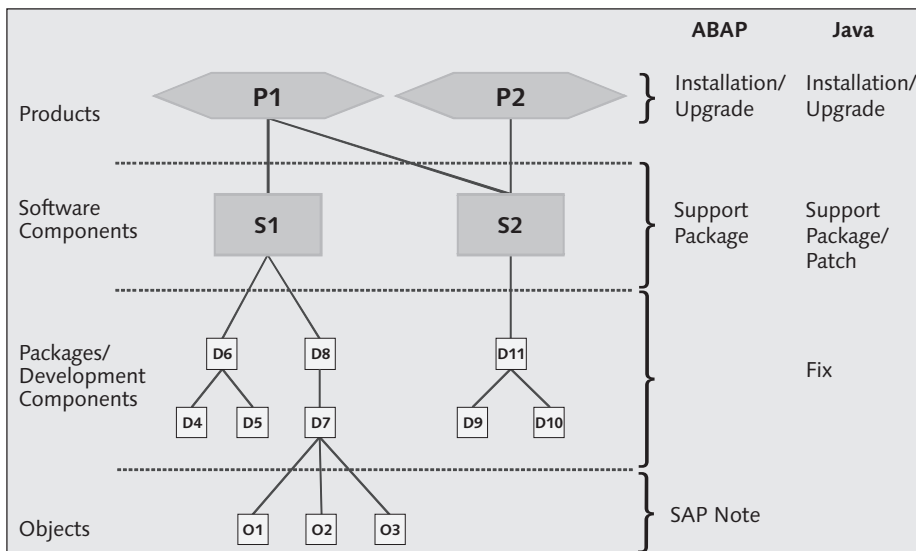 ABAP Java
Products P1 P2 Installation/ Upgrade Installation/ Upgrade
Software Components S1 S2 Support Package Support Package/ Patch
Packages/ Development Components D6 D8 D11 Fix
D4 D5 D7 D9 D10
Objects O1 O2 O3 SAP Note